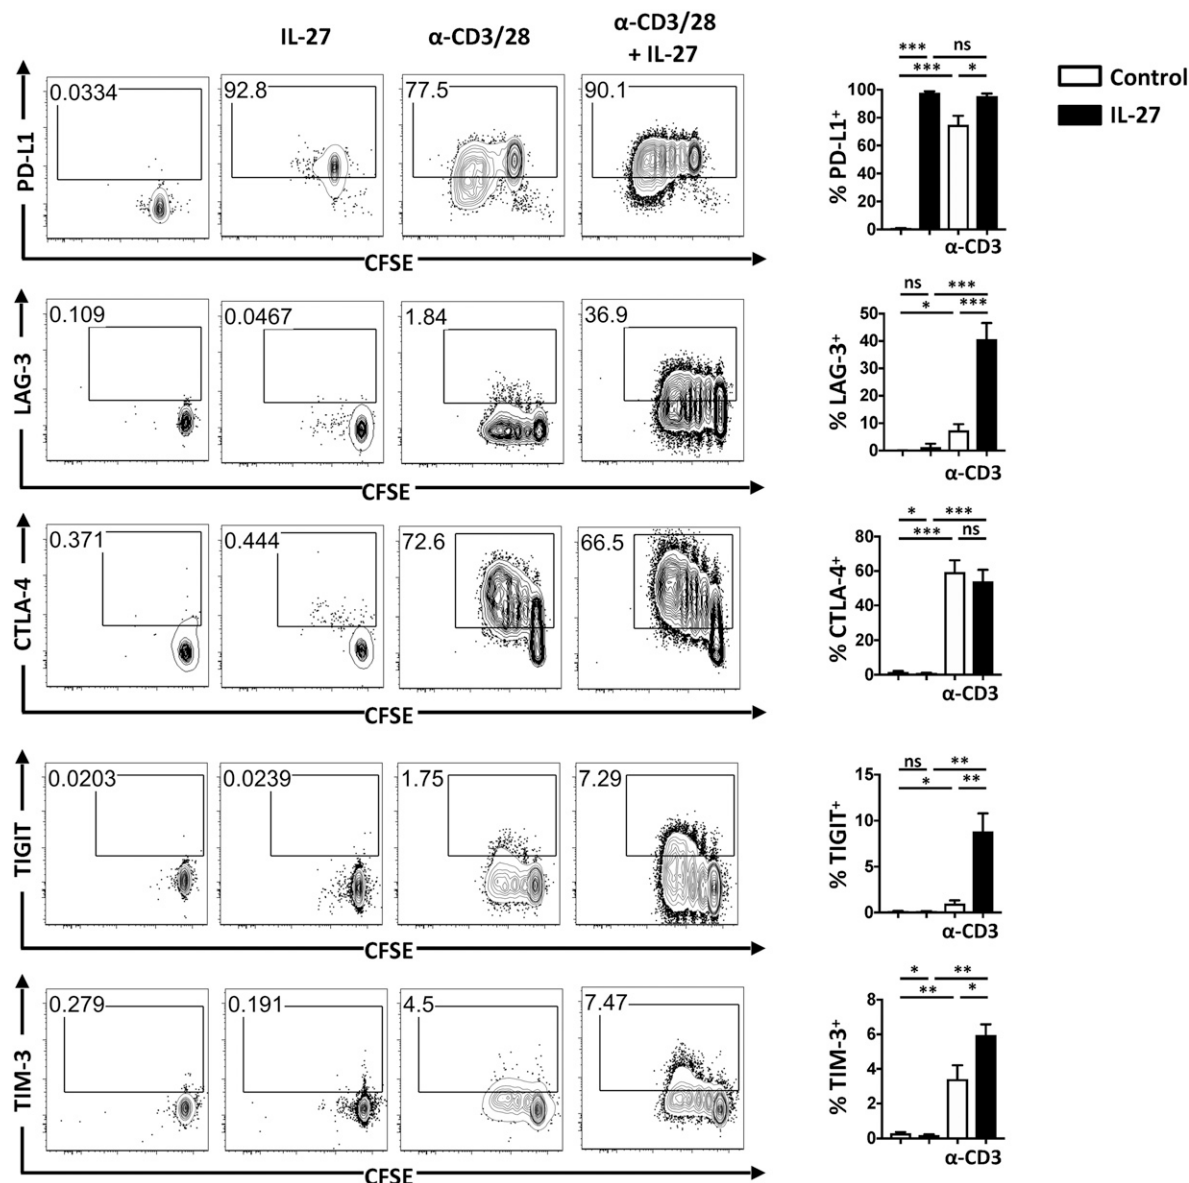 IL-27 α-CD3/28 α-CD3/28
+ IL-27
PD-L1
0.0334 92.8 77.5 90.1
CFSE
*** ns
*** *
% PD-L1⁺
100
80
60
40
20
0
α-CD3
Control
IL-27
LAG-3
0.109 0.0467 1.84 36.9
CFSE
ns ***
* ***
% LAG-3⁺
50
40
30
20
10
0
α-CD3
CTLA-4
0.371 0.444 72.6 66.5
CFSE
* ***
*** ns
% CTLA-4⁺
80
60
40
20
0
α-CD3
TIGIT
0.0203 0.0239 1.75 7.29
CFSE
ns **
* **
% TIGIT⁺
15
10
5
0
α-CD3
TIM-3
0.279 0.191 4.5 7.47
CFSE
* **
** *
% TIM-3⁺
8
6
4
2
0
α-CD3